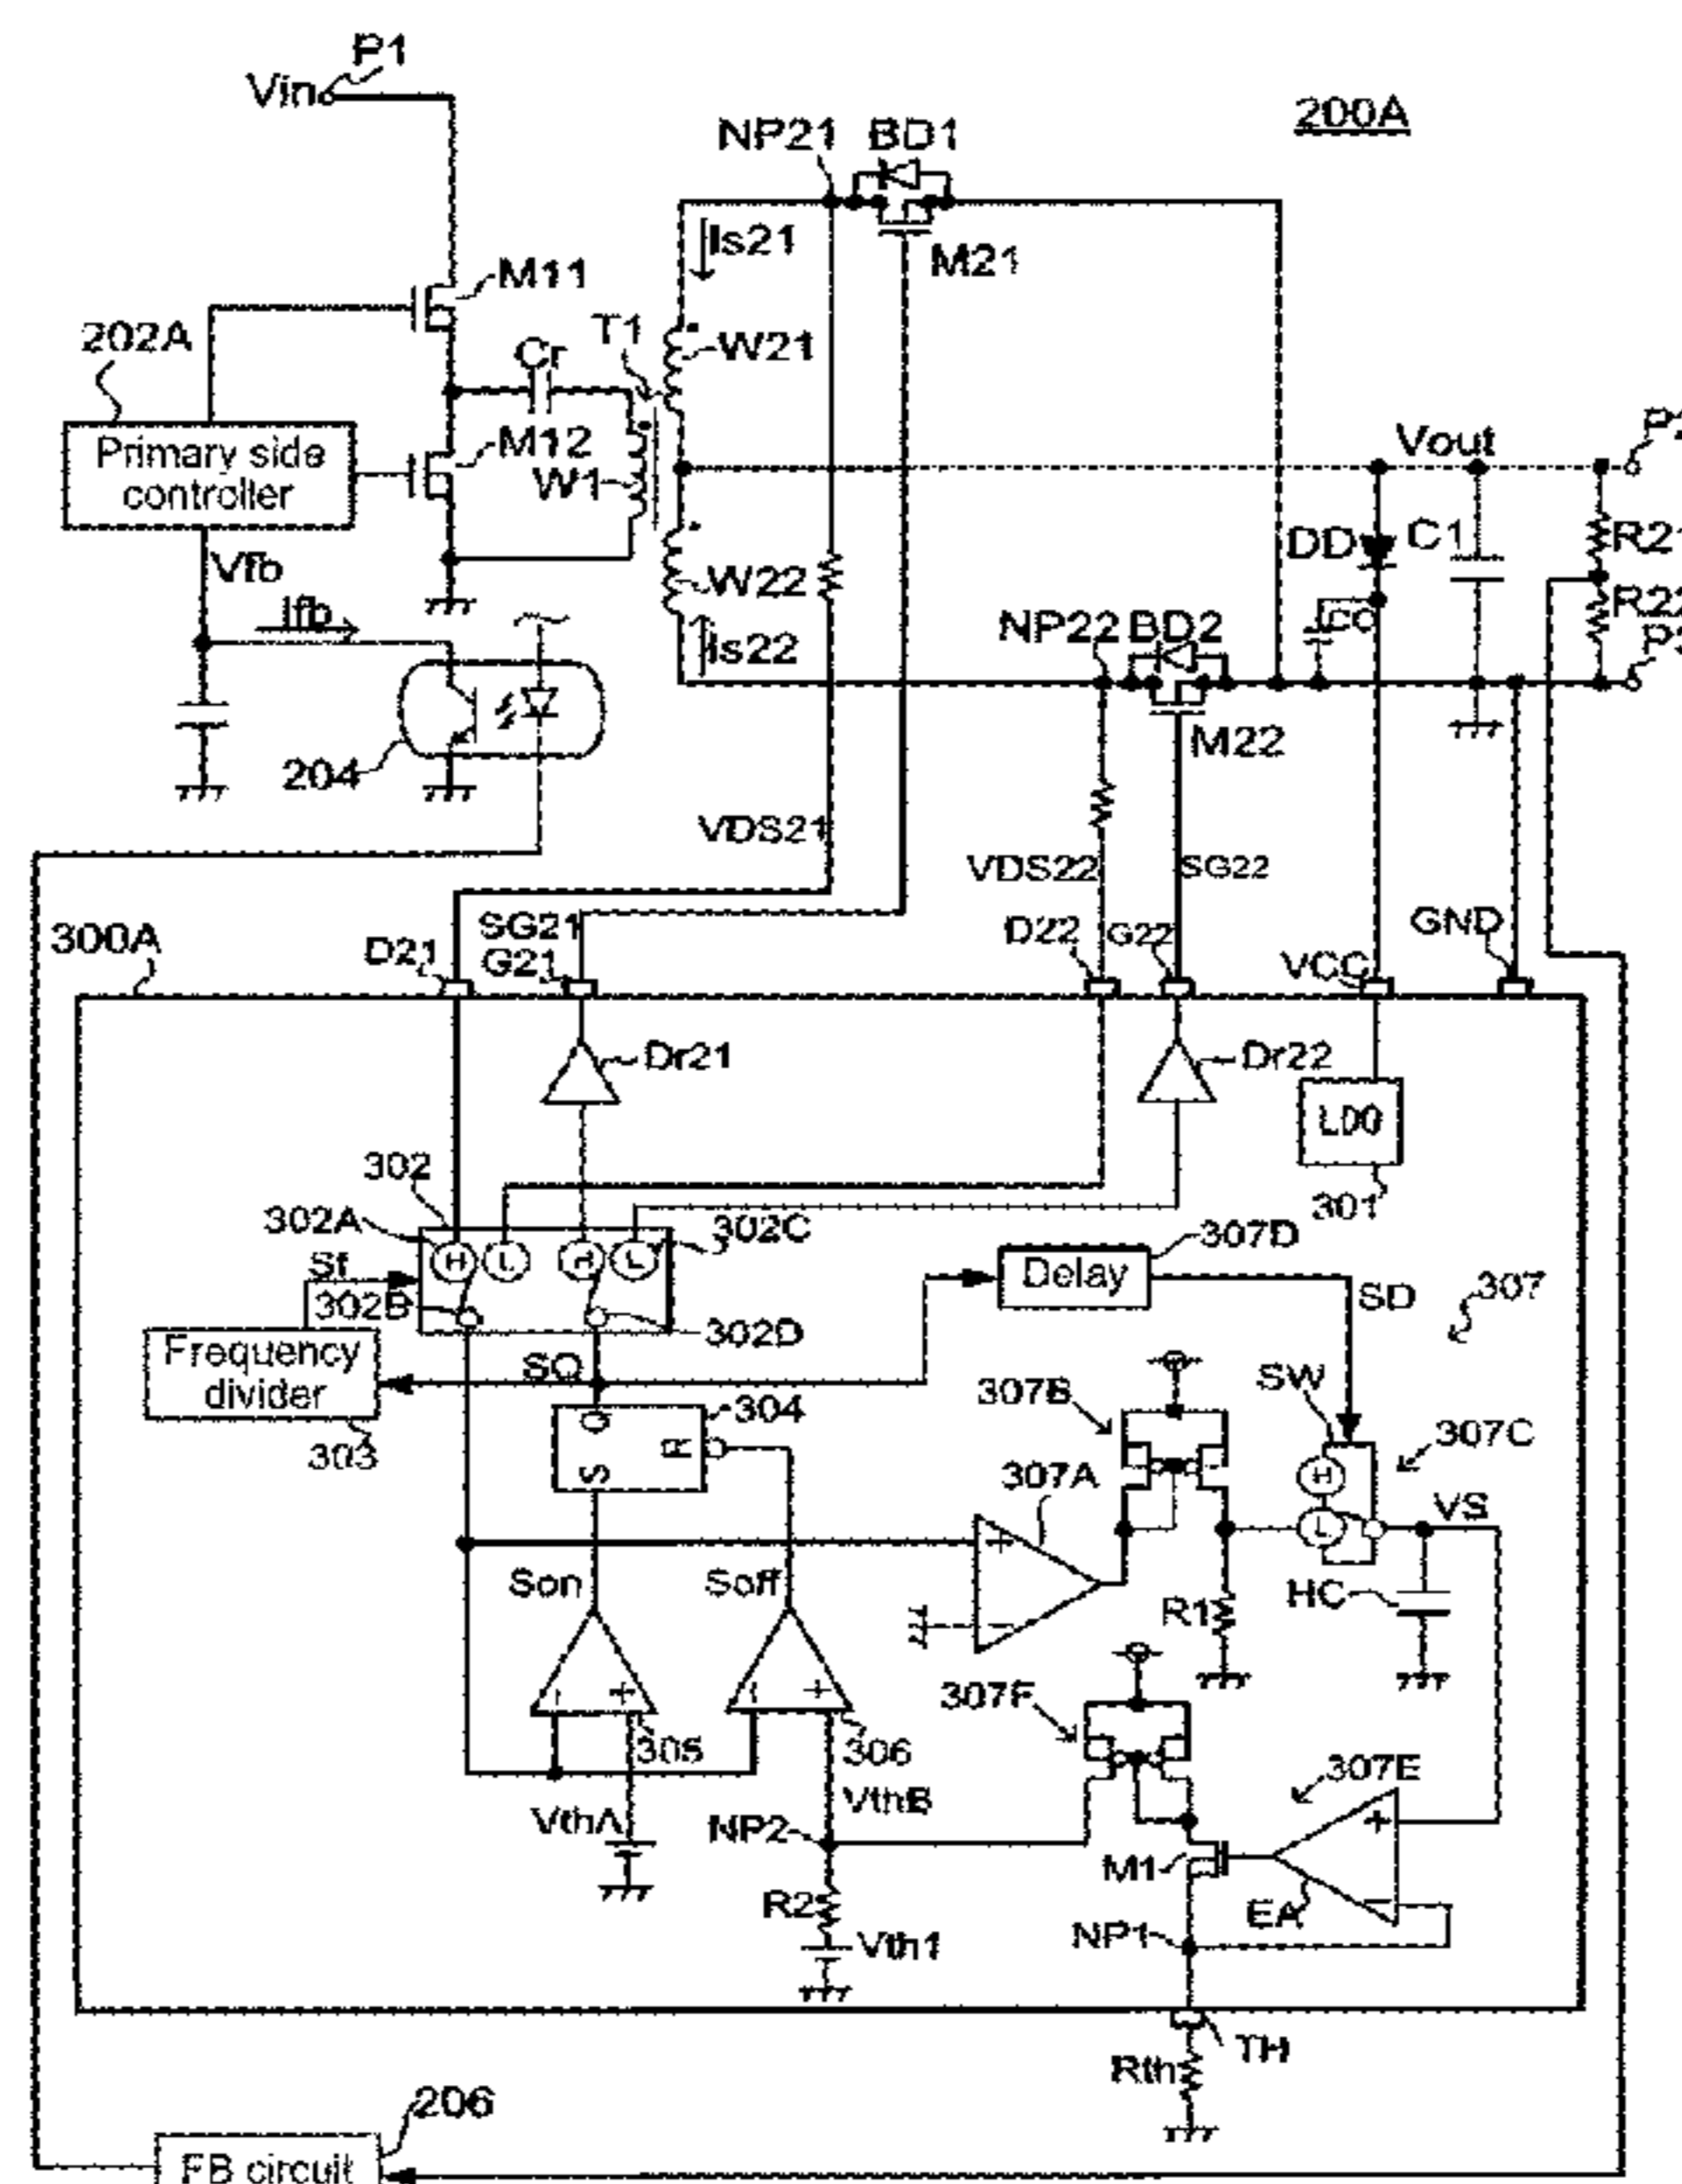 P1
Vin
200A
NP21
BD1
Is21
M21
M11
T1
202A
Cr
W21
Primary side
controller
M12
W1
Vout
DD
C1
R21
Vfb
W22
Ifb
NP22
BD2
Is22
M22
204
VDS21
VDS22
SG22
300A
D21
SG21
G21
D22
G22
VCC
GND
Dr21
Dr22
LDO
301
302
302A
H
L
H
L
302C
307D
Sf
Delay
302B
SD
307
302D
Frequency
divider
SQ
SW
307B
304
Q
R
S
303
307C
H
307A
L
VS
+
−
Son
Soff
R1
HC
307F
−
+
−
+
305
306
307E
VthA
VthB
NP2
+
M1
R2
−
EA
NP1
Vth1
TH
Rth
206
FB circuit